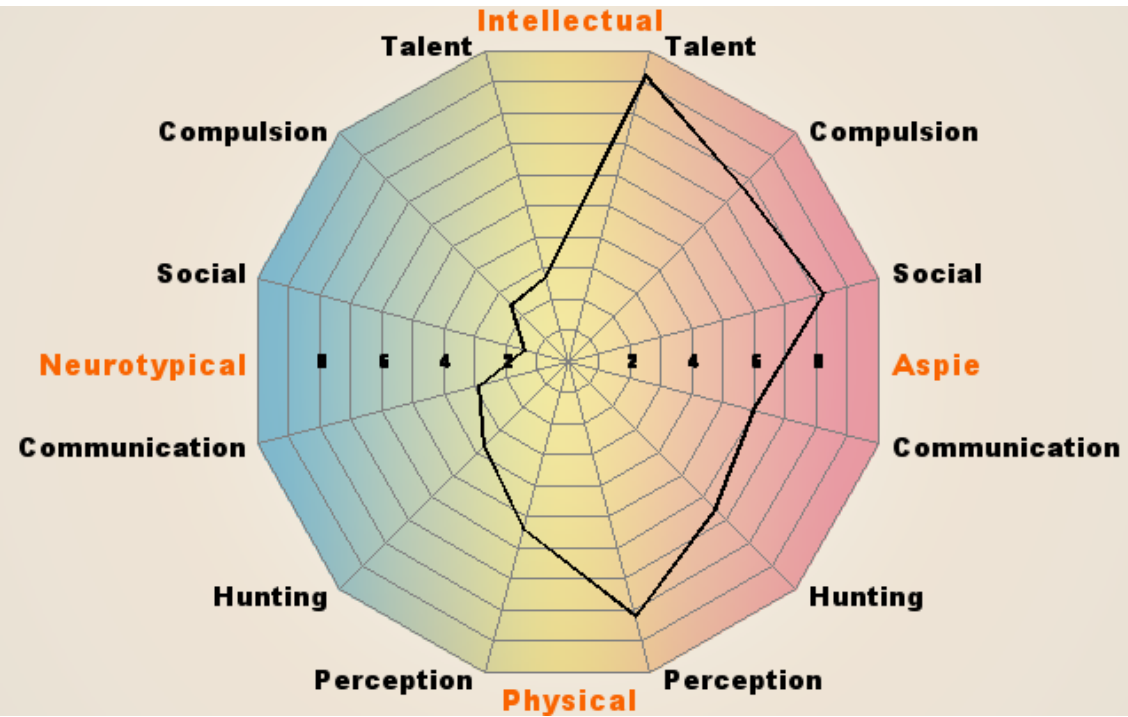 Intellectual
Talent Talent
Compulsion Compulsion
Social Social
Neurotypical 8 6 4 2 2 4 6 8 Aspie
Communication Communication
Hunting Hunting
Perception Perception
Physical